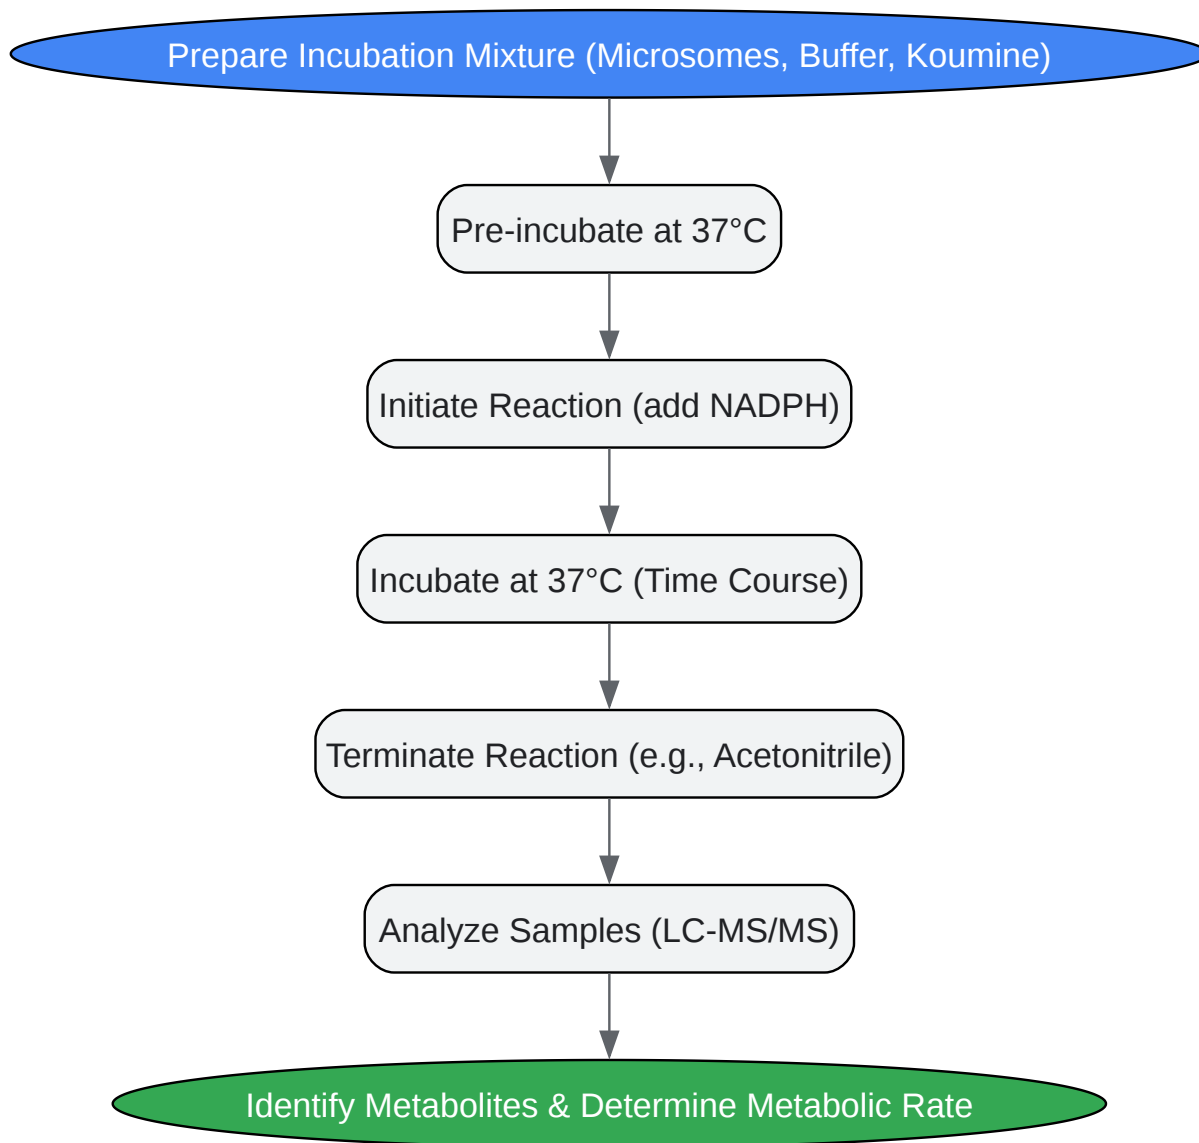 Prepare Incubation Mixture (Microsomes, Buffer, Koumine)
Pre-incubate at 37°C
Initiate Reaction (add NADPH)
Incubate at 37°C (Time Course)
Terminate Reaction (e.g., Acetonitrile)
Analyze Samples (LC-MS/MS)
Identify Metabolites & Determine Metabolic Rate